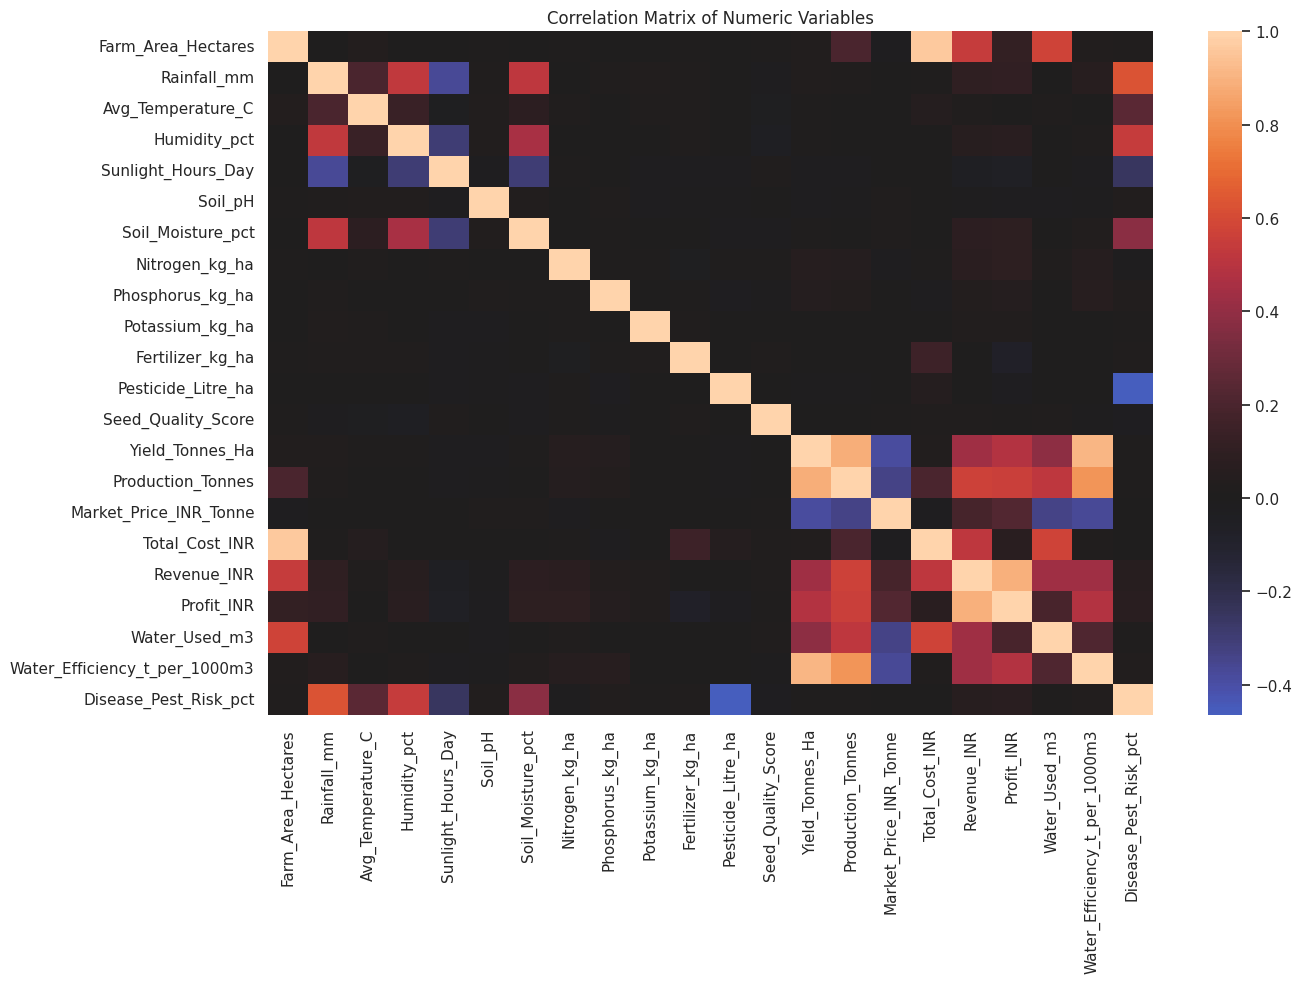 Correlation Matrix of Numeric Variables
Farm_Area_Hectares
Rainfall_mm
Avg_Temperature_C
Humidity_pct
Sunlight_Hours_Day
Soil_pH
Soil_Moisture_pct
Nitrogen_kg_ha
Phosphorus_kg_ha
Potassium_kg_ha
Fertilizer_kg_ha
Pesticide_Litre_ha
Seed_Quality_Score
Yield_Tonnes_Ha
Production_Tonnes
Market_Price_INR_Tonne
Total_Cost_INR
Revenue_INR
Profit_INR
Water_Used_m3
Water_Efficiency_t_per_1000m3
Disease_Pest_Risk_pct
Farm_Area_Hectares
Rainfall_mm
Avg_Temperature_C
Humidity_pct
Sunlight_Hours_Day
Soil_pH
Soil_Moisture_pct
Nitrogen_kg_ha
Phosphorus_kg_ha
Potassium_kg_ha
Fertilizer_kg_ha
Pesticide_Litre_ha
Seed_Quality_Score
Yield_Tonnes_Ha
Production_Tonnes
Market_Price_INR_Tonne
Total_Cost_INR
Revenue_INR
Profit_INR
Water_Used_m3
Water_Efficiency_t_per_1000m3
Disease_Pest_Risk_pct
1.0
0.8
0.6
0.4
0.2
0.0
−0.2
−0.4